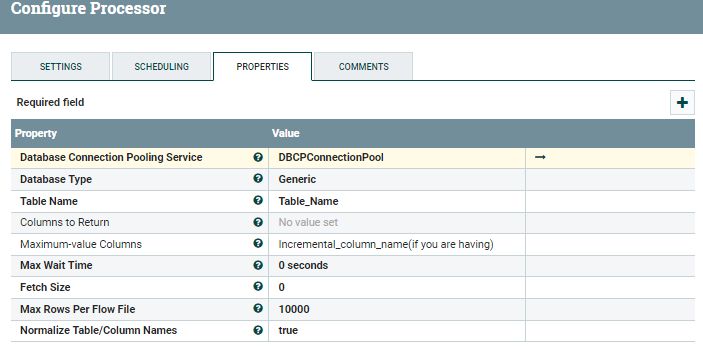 Configure Processor
SETTINGS SCHEDULING PROPERTIES COMMENTS
Required field
Property Value
Database Connection Pooling Service DBCPConnectionPool
Database Type Generic
Table Name Table_Name
Columns to Return No value set
Maximum-value Columns Incremental_column_name(if you are having)
Max Wait Time 0 seconds
Fetch Size 0
Max Rows Per Flow File 10000
Normalize Table/Column Names true